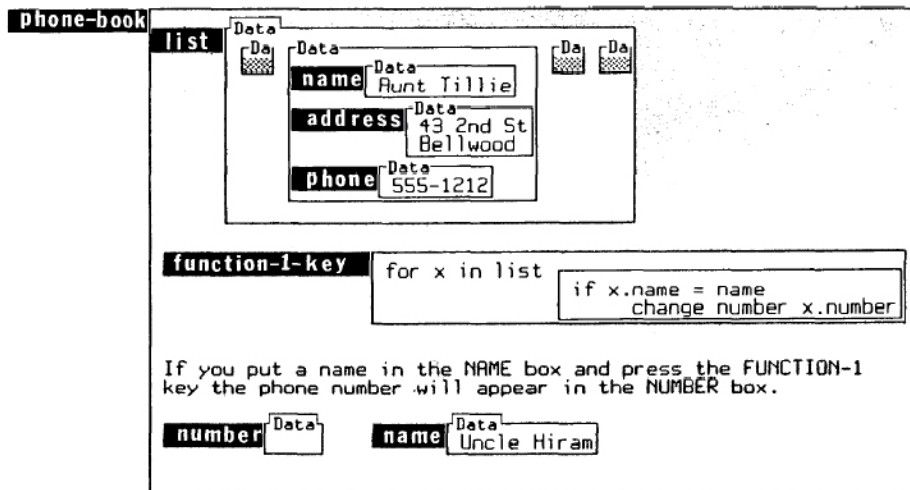 phone-book
list
Data
Da
Data
Da
Da
name
Data
Aunt Tillie
address
Data
43 2nd St
Bellwood
phone
Data
555-1212
function-1-key
for x in list
if x.name = name
change number x.number
If you put a name in the NAME box and press the FUNCTION-1
key the phone number will appear in the NUMBER box.
number
Data
name
Data
Uncle Hiram